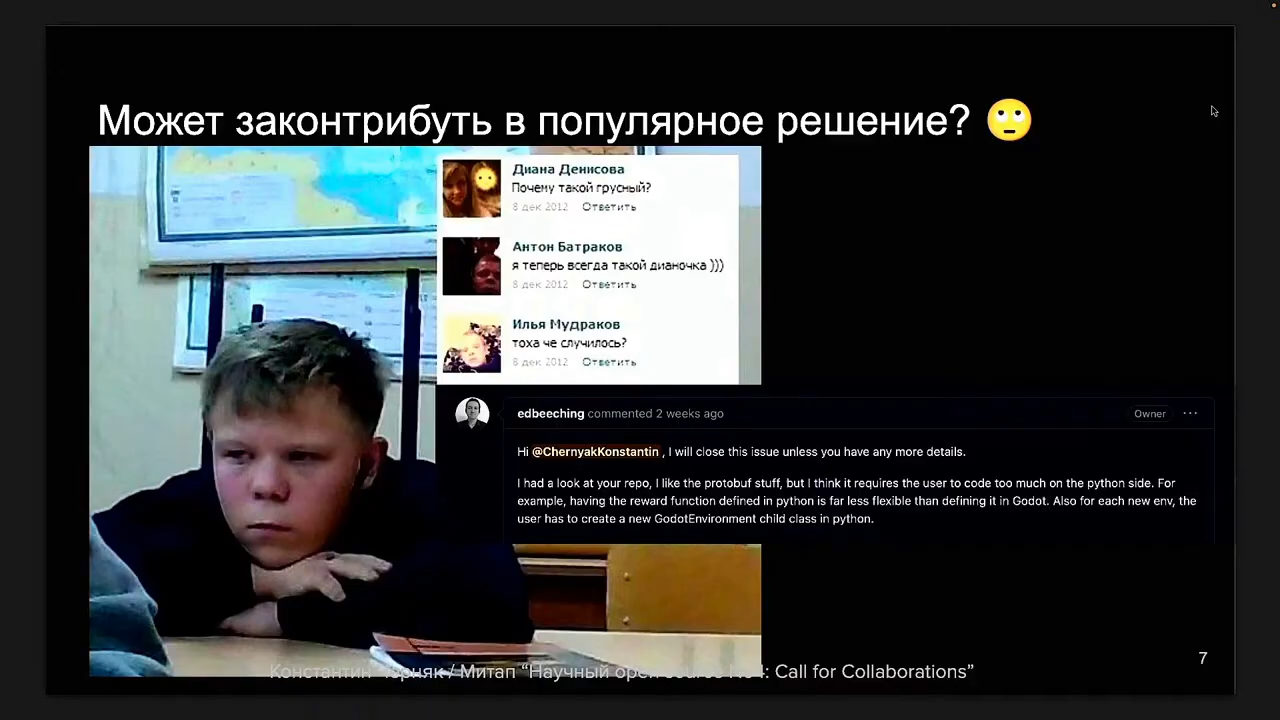 Может законтрибуть в популярное решение? 🙄
Диана Денисова
Почему такой грусный?
8 дек 2012 Ответить
Антон Батраков
я теперь всегда такой дианочка )))
8 дек 2012 Ответить
Илья Мудраков
тоха че случилось?
8 дек 2012 Ответить
edbeeching commented 2 weeks ago Owner ···
Hi @ChernyakKonstantin , I will close this issue unless you have any more details.
I had a look at your repo, I like the protobuf stuff, but I think it requires the user to code too much on the python side. For
example, having the reward function defined in python is far less flexible than defining it in Godot. Also for each new env, the
user has to create a new GodotEnvironment child class in python.
7
Константин / Митап “Научный open source : Call for Collaborations”